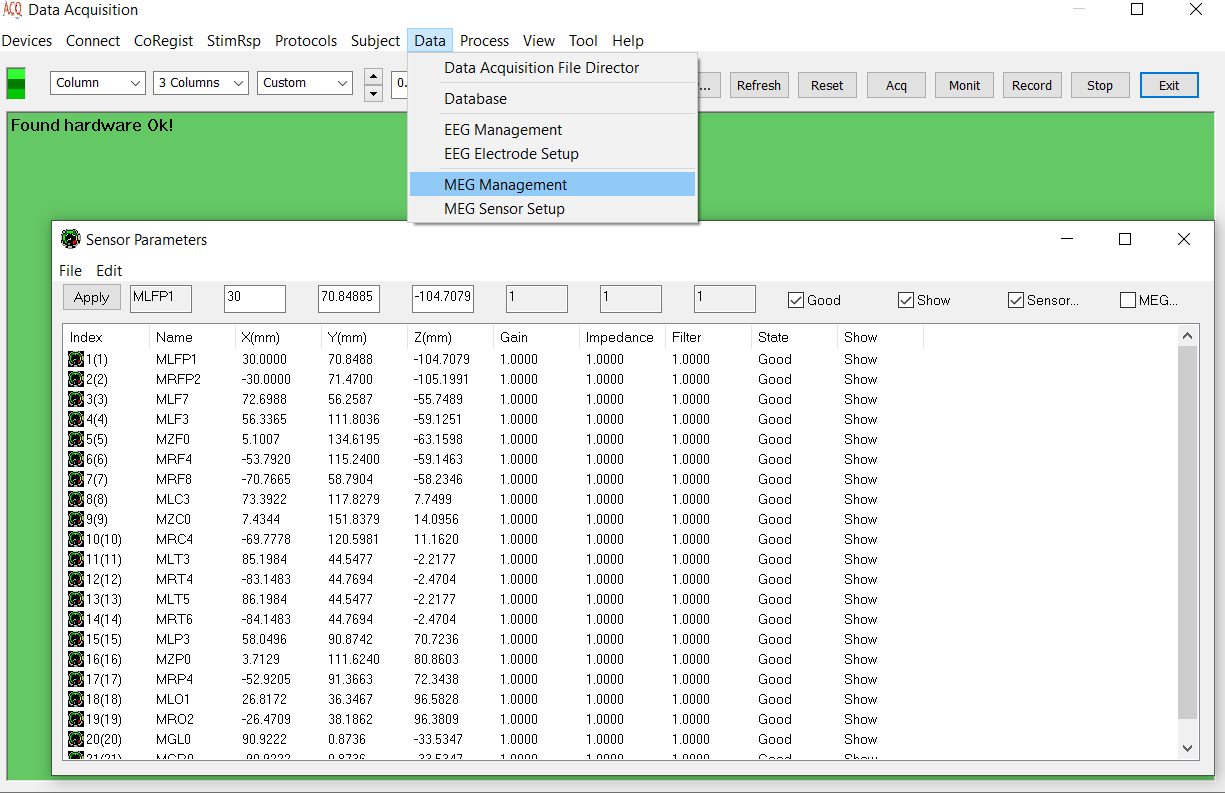 ACQ Data Acquisition
Devices Connect CoRegist StimRsp Protocols Subject Data Process View Tool Help
Column 3 Columns Custom 0. ... Refresh Reset Acq Monit Record Stop Exit
Data Acquisition File Director
Database
EEG Management
EEG Electrode Setup
MEG Management
MEG Sensor Setup
Found hardware Ok!
Sensor Parameters
File Edit
Apply MLFP1 30 70.84885 -104.7079 1 1 1 Good Show Sensor... MEG...
Index Name X(mm) Y(mm) Z(mm) Gain Impedance Filter State Show
1(1) MLFP1 30.0000 70.8488 -104.7079 1.0000 1.0000 1.0000 Good Show
2(2) MRFP2 -30.0000 71.4700 -105.1991 1.0000 1.0000 1.0000 Good Show
3(3) MLF7 72.6988 56.2587 -55.7489 1.0000 1.0000 1.0000 Good Show
4(4) MLF3 56.3365 111.8036 -59.1251 1.0000 1.0000 1.0000 Good Show
5(5) MZF0 5.1007 134.6195 -63.1598 1.0000 1.0000 1.0000 Good Show
6(6) MRF4 -53.7920 115.2400 -59.1463 1.0000 1.0000 1.0000 Good Show
7(7) MRF8 -70.7665 58.7904 -58.2346 1.0000 1.0000 1.0000 Good Show
8(8) MLC3 73.3922 117.8279 7.7499 1.0000 1.0000 1.0000 Good Show
9(9) MZC0 7.4344 151.8379 14.0956 1.0000 1.0000 1.0000 Good Show
10(10) MRC4 -69.7778 120.5981 11.1620 1.0000 1.0000 1.0000 Good Show
11(11) MLT3 85.1984 44.5477 -2.2177 1.0000 1.0000 1.0000 Good Show
12(12) MRT4 -83.1483 44.7694 -2.4704 1.0000 1.0000 1.0000 Good Show
13(13) MLT5 86.1984 44.5477 -2.2177 1.0000 1.0000 1.0000 Good Show
14(14) MRT6 -84.1483 44.7694 -2.4704 1.0000 1.0000 1.0000 Good Show
15(15) MLP3 58.0496 90.8742 70.7236 1.0000 1.0000 1.0000 Good Show
16(16) MZP0 3.7129 111.6240 80.8603 1.0000 1.0000 1.0000 Good Show
17(17) MRP4 -52.9205 91.3663 72.3438 1.0000 1.0000 1.0000 Good Show
18(18) MLO1 26.8172 36.3467 96.5828 1.0000 1.0000 1.0000 Good Show
19(19) MRO2 -26.4709 38.1862 96.3809 1.0000 1.0000 1.0000 Good Show
20(20) MGL0 90.9222 0.8736 -33.5347 1.0000 1.0000 1.0000 Good Show